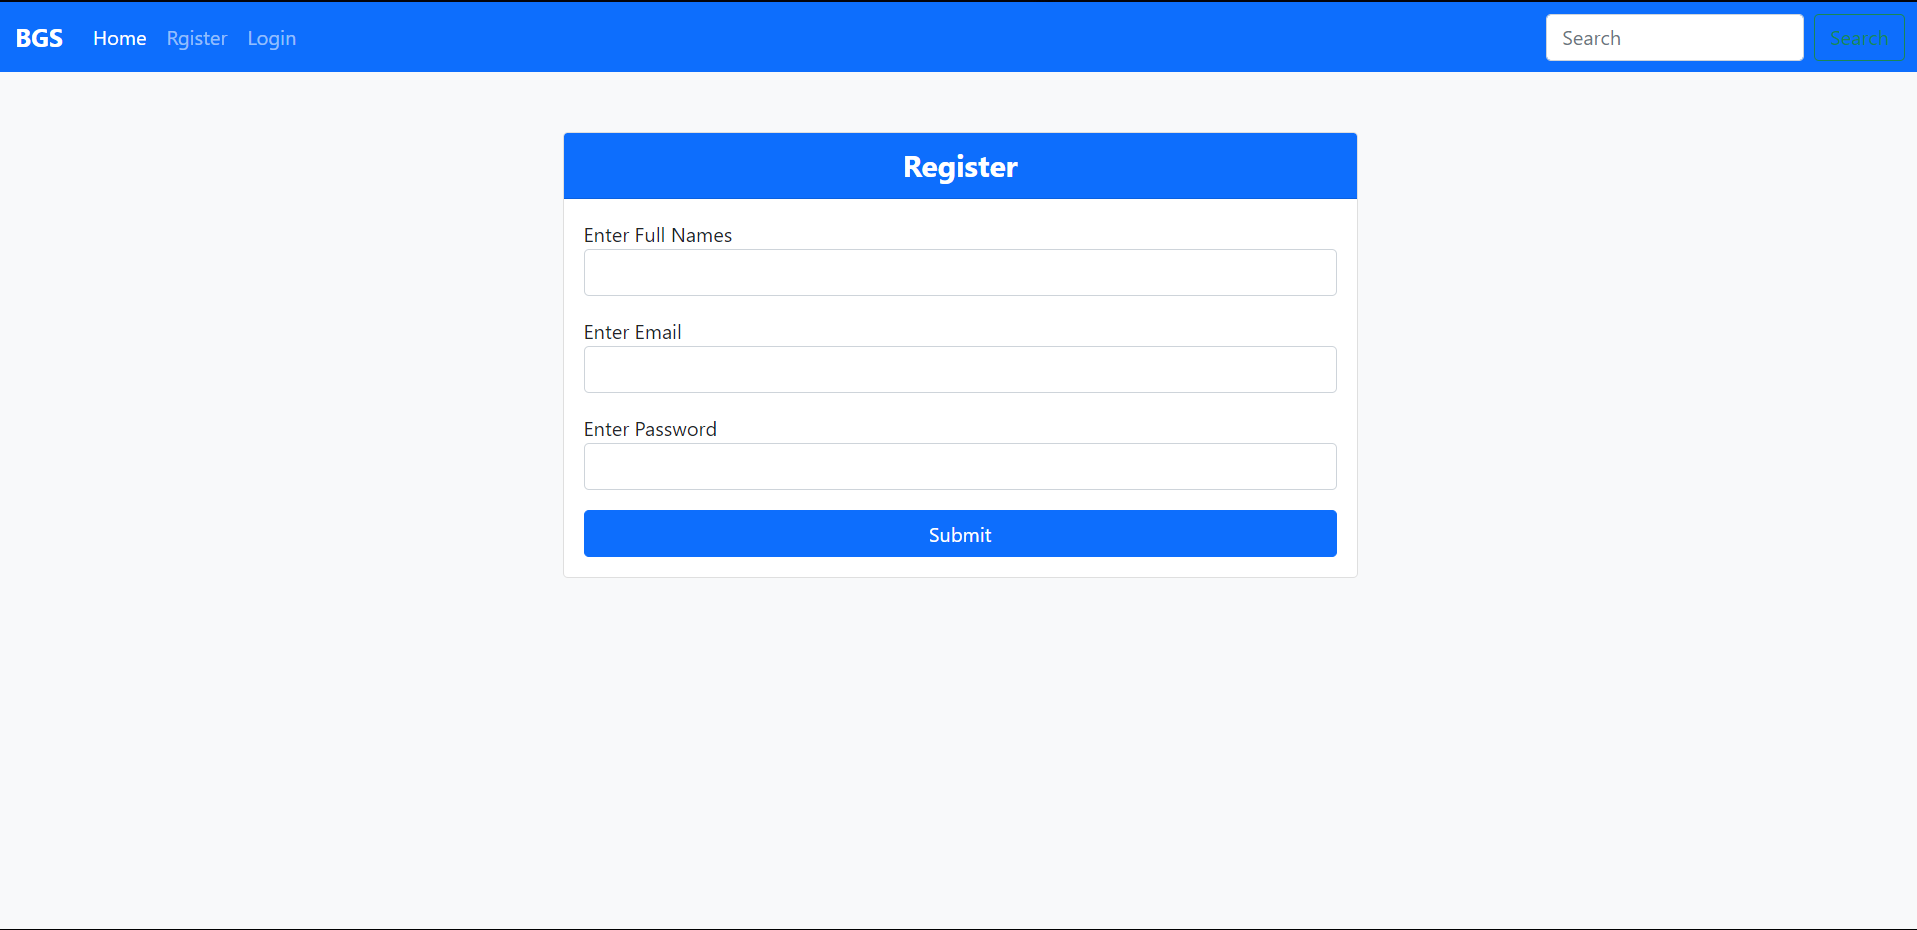 BGS Home Rgister Login Search Search
Register
Enter Full Names
Enter Email
Enter Password
Submit